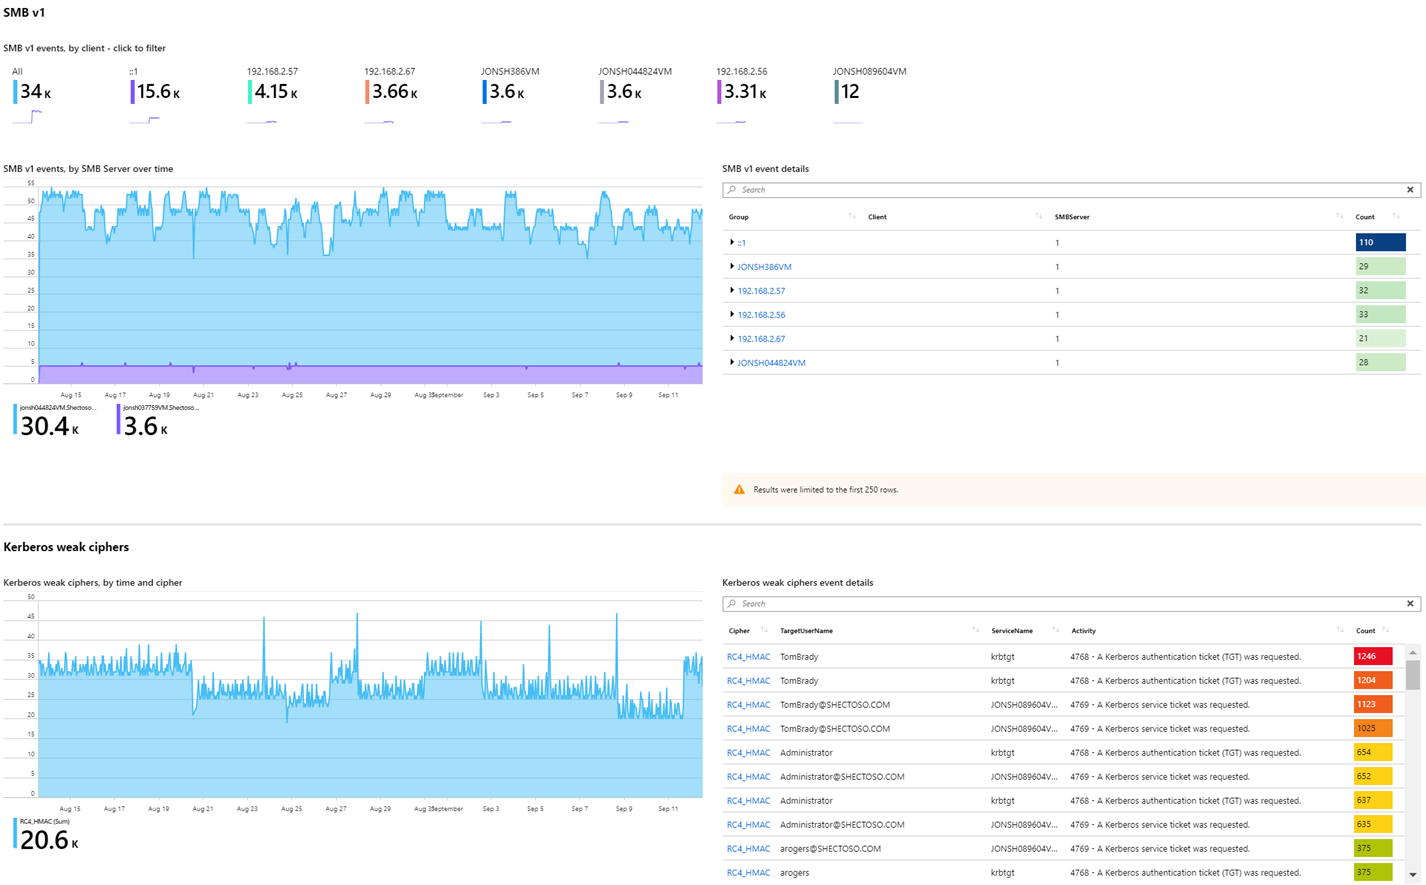 SMB v1
SMB v1 events, by client - click to filter
All ::1 192.168.2.57 192.168.2.67 JONSH386VM JONSH044824VM 192.168.2.56 JONSH089604VM
34 K 15.6 K 4.15 K 3.66 K 3.6 K 3.6 K 3.31 K 12
SMB v1 events, by SMB Server over time
55
50
45
40
35
30
25
20
15
10
5
0
Aug 15 Aug 17 Aug 19 Aug 21 Aug 23 Aug 25 Aug 27 Aug 29 Aug 31 September Sep 3 Sep 5 Sep 7 Sep 9 Sep 11
jonsh044824VM.Shectoso... jonsh037759VM.Shectoso...
30.4 K 3.6 K
SMB v1 event details
Search
Group Client SMBServer Count
::1 1 110
JONSH386VM 1 29
192.168.2.57 1 32
192.168.2.56 1 33
192.168.2.67 1 21
JONSH044824VM 1 28
Results were limited to the first 250 rows.
Kerberos weak ciphers
Kerberos weak ciphers, by time and cipher
50
45
40
35
30
25
20
15
10
5
0
Aug 15 Aug 17 Aug 19 Aug 21 Aug 23 Aug 25 Aug 27 Aug 29 Aug 31 September Sep 3 Sep 5 Sep 7 Sep 9 Sep 11
RC4_HMAC (Sum)
20.6 K
Kerberos weak ciphers event details
Search
Cipher TargetUserName ServiceName Activity Count
RC4_HMAC TomBrady krbtgt 4768 - A Kerberos authentication ticket (TGT) was requested. 1246
RC4_HMAC TomBrady krbtgt 4768 - A Kerberos authentication ticket (TGT) was requested. 1204
RC4_HMAC TomBrady@SHECTOSO.COM JONSH089604V... 4769 - A Kerberos service ticket was requested. 1123
RC4_HMAC TomBrady@SHECTOSO.COM JONSH089604V... 4769 - A Kerberos service ticket was requested. 1025
RC4_HMAC Administrator krbtgt 4768 - A Kerberos authentication ticket (TGT) was requested. 654
RC4_HMAC Administrator@SHECTOSO.COM JONSH089604V... 4769 - A Kerberos service ticket was requested. 652
RC4_HMAC Administrator krbtgt 4768 - A Kerberos authentication ticket (TGT) was requested. 637
RC4_HMAC Administrator@SHECTOSO.COM JONSH089604V... 4769 - A Kerberos service ticket was requested. 635
RC4_HMAC arogers@SHECTOSO.COM JONSH089604V... 4769 - A Kerberos service ticket was requested. 375
RC4_HMAC arogers krbtgt 4768 - A Kerberos authentication ticket (TGT) was requested. 375